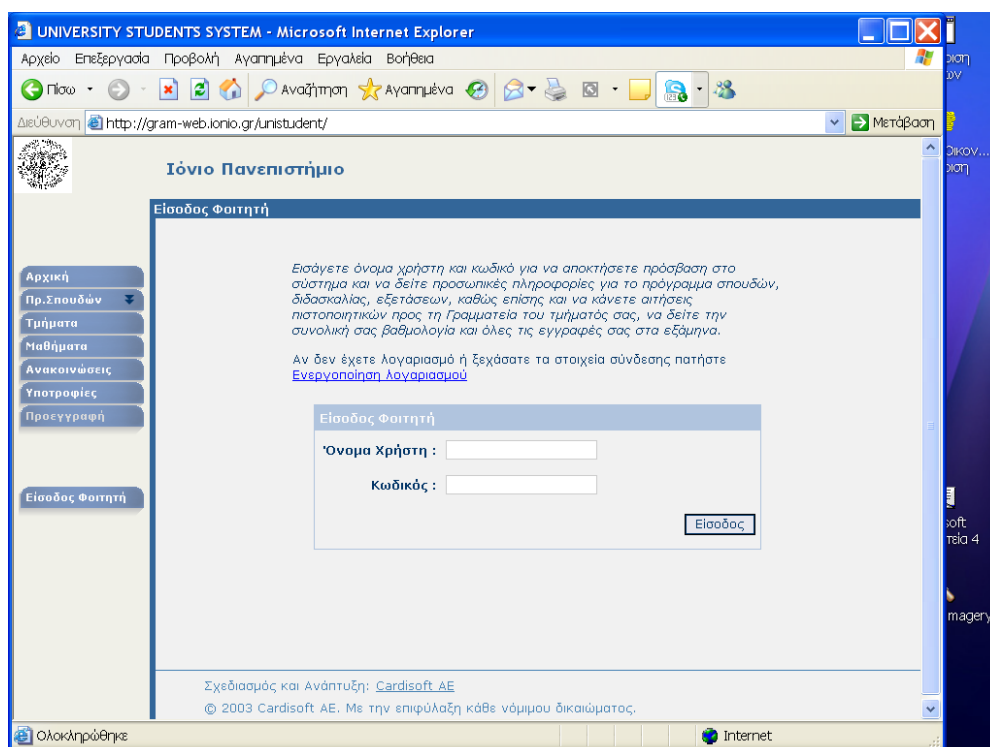 UNIVERSITY STUDENTS SYSTEM - Microsoft Internet Explorer
Αρχείο Επεξεργασία Προβολή Αγαπημένα Εργαλεία Βοήθεια
Πίσω Αναζήτηση Αγαπημένα 123
Διεύθυνση http://gram-web.ionio.gr/unistudent/ Μετάβαση
Ιόνιο Πανεπιστήμιο
Είσοδος Φοιτητή
Αρχική
Πρ.Σπουδών
Τμήματα
Μαθήματα
Ανακοινώσεις
Υποτροφίες
Προεγγραφή
Είσοδος Φοιτητή
Εισάγετε όνομα χρήστη και κωδικό για να αποκτήσετε πρόσβαση στο
σύστημα και να δείτε προσωπικές πληροφορίες για το πρόγραμμα σπουδών,
διδασκαλίας, εξετάσεων, καθώς επίσης και να κάνετε αιτήσεις
πιστοποιητικών προς τη Γραμματεία του τμήματός σας, να δείτε την
συνολική σας βαθμολογία και όλες τις εγγραφές σας στα εξάμηνα.
Αν δεν έχετε λογαριασμό ή ξεχάσατε τα στοιχεία σύνδεσης πατήστε
Ενεργοποίηση λογαριασμού
Είσοδος Φοιτητή
Όνομα Χρήστη :
Κωδικός :
Είσοδος
Σχεδιασμός και Ανάπτυξη: Cardisoft AE
© 2003 Cardisoft AE. Με την επιφύλαξη κάθε νόμιμου δικαιώματος.
Ολοκληρώθηκε Internet